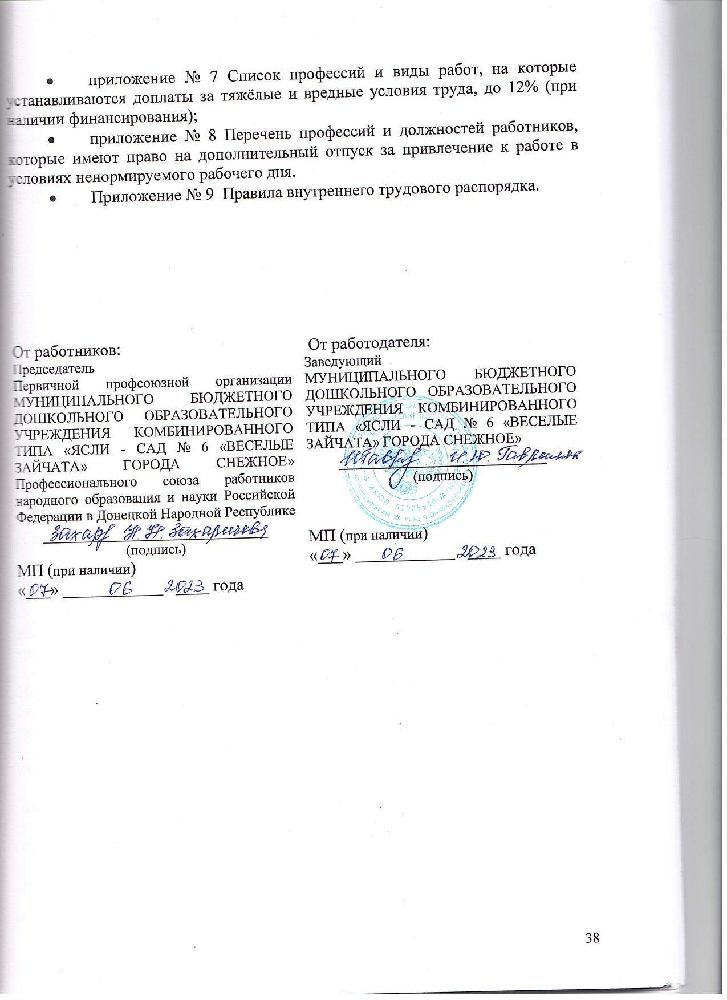 • приложение № 7 Список профессий и виды работ, на которые
устанавливаются доплаты за тяжёлые и вредные условия труда, до 12% (при
наличии финансирования);
• приложение № 8 Перечень профессий и должностей работников,
которые имеют право на дополнительный отпуск за привлечение к работе в
условиях ненормируемого рабочего дня.
• Приложение № 9 Правила внутреннего трудового распорядка.
От работников:
Председатель
Первичной профсоюзной организации
МУНИЦИПАЛЬНОГО БЮДЖЕТНОГО
ДОШКОЛЬНОГО ОБРАЗОВАТЕЛЬНОГО
УЧРЕЖДЕНИЯ КОМБИНИРОВАННОГО
ТИПА «ЯСЛИ - САД № 6 «ВЕСЕЛЫЕ
ЗАЙЧАТА» ГОРОДА СНЕЖНОЕ»
Профессионального союза работников
народного образования и науки Российской
Федерации в Донецкой Народной Республике
Н.Н. Захаричева
(подпись)
МП (при наличии)
«07» 06 2023 года
От работодателя:
Заведующий
МУНИЦИПАЛЬНОГО БЮДЖЕТНОГО
ДОШКОЛЬНОГО ОБРАЗОВАТЕЛЬНОГО
УЧРЕЖДЕНИЯ КОМБИНИРОВАННОГО
ТИПА «ЯСЛИ - САД № 6 «ВЕСЕЛЫЕ
ЗАЙЧАТА» ГОРОДА СНЕЖНОЕ»
И.Ю. Гаврилюк
(подпись)
ИКЮЛ 51005550
МП (при наличии)
«07» 06 2023 года
38